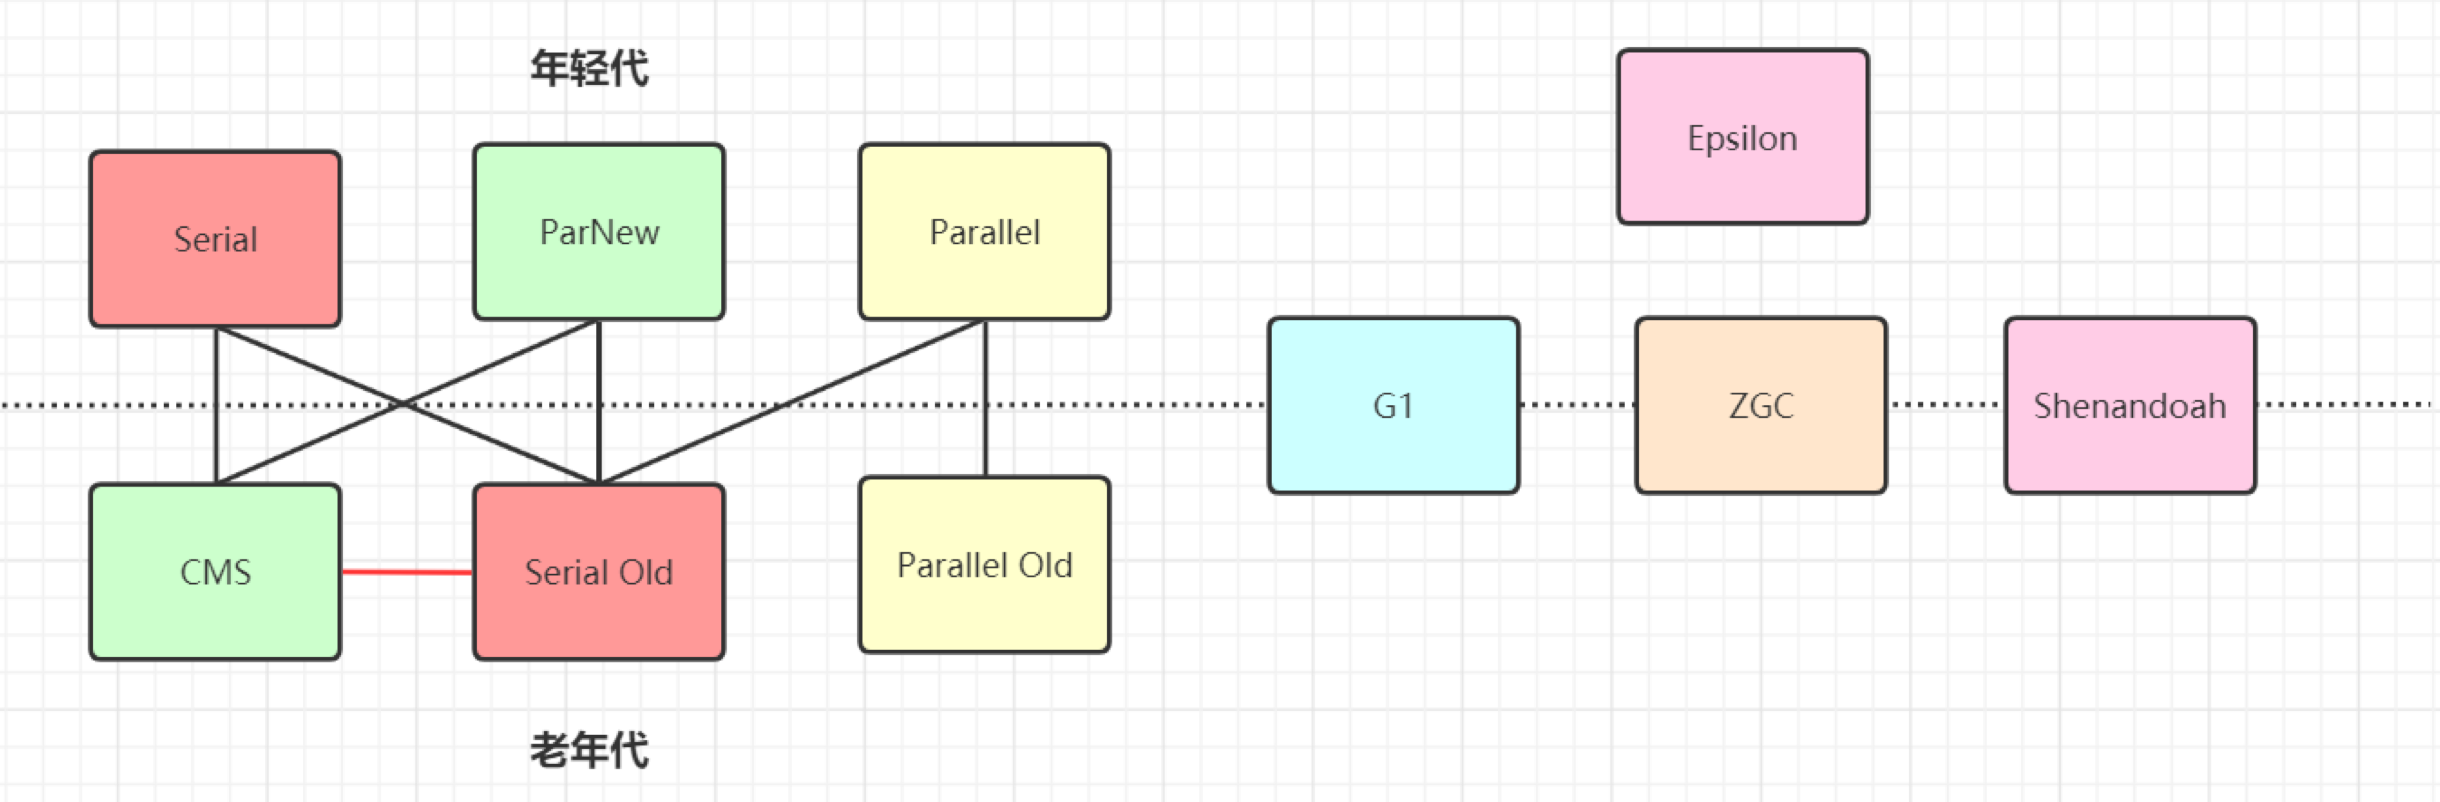 年轻代
Epsilon
Serial
ParNew
Parallel
G1
ZGC
Shenandoah
CMS
Serial Old
Parallel Old
老年代